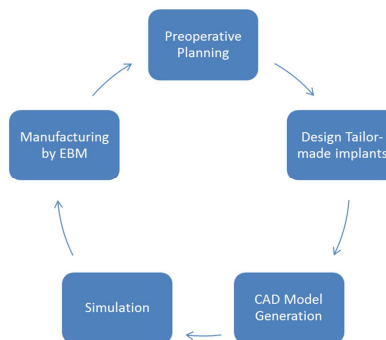 Preoperative
Planning
Design Tailor-
made implants
CAD Model
Generation
Simulation
Manufacturing
by EBM